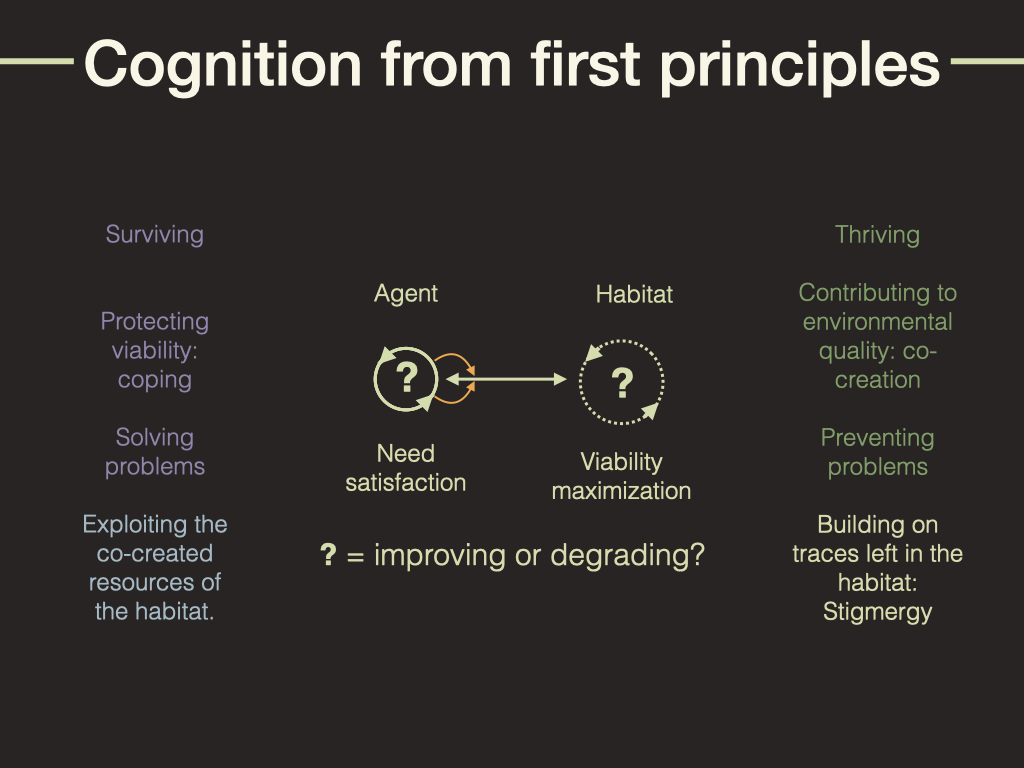 Cognition from first principles
Surviving
Protecting
viability:
coping
Solving
problems
Exploiting the
co-created
resources of
the habitat.
Agent
?
Need
satisfaction
Habitat
?
Viability
maximization
? = improving or degrading?
Thriving
Contributing to
environmental
quality: co-
creation
Preventing
problems
Building on
traces left in the
habitat:
Stigmergy